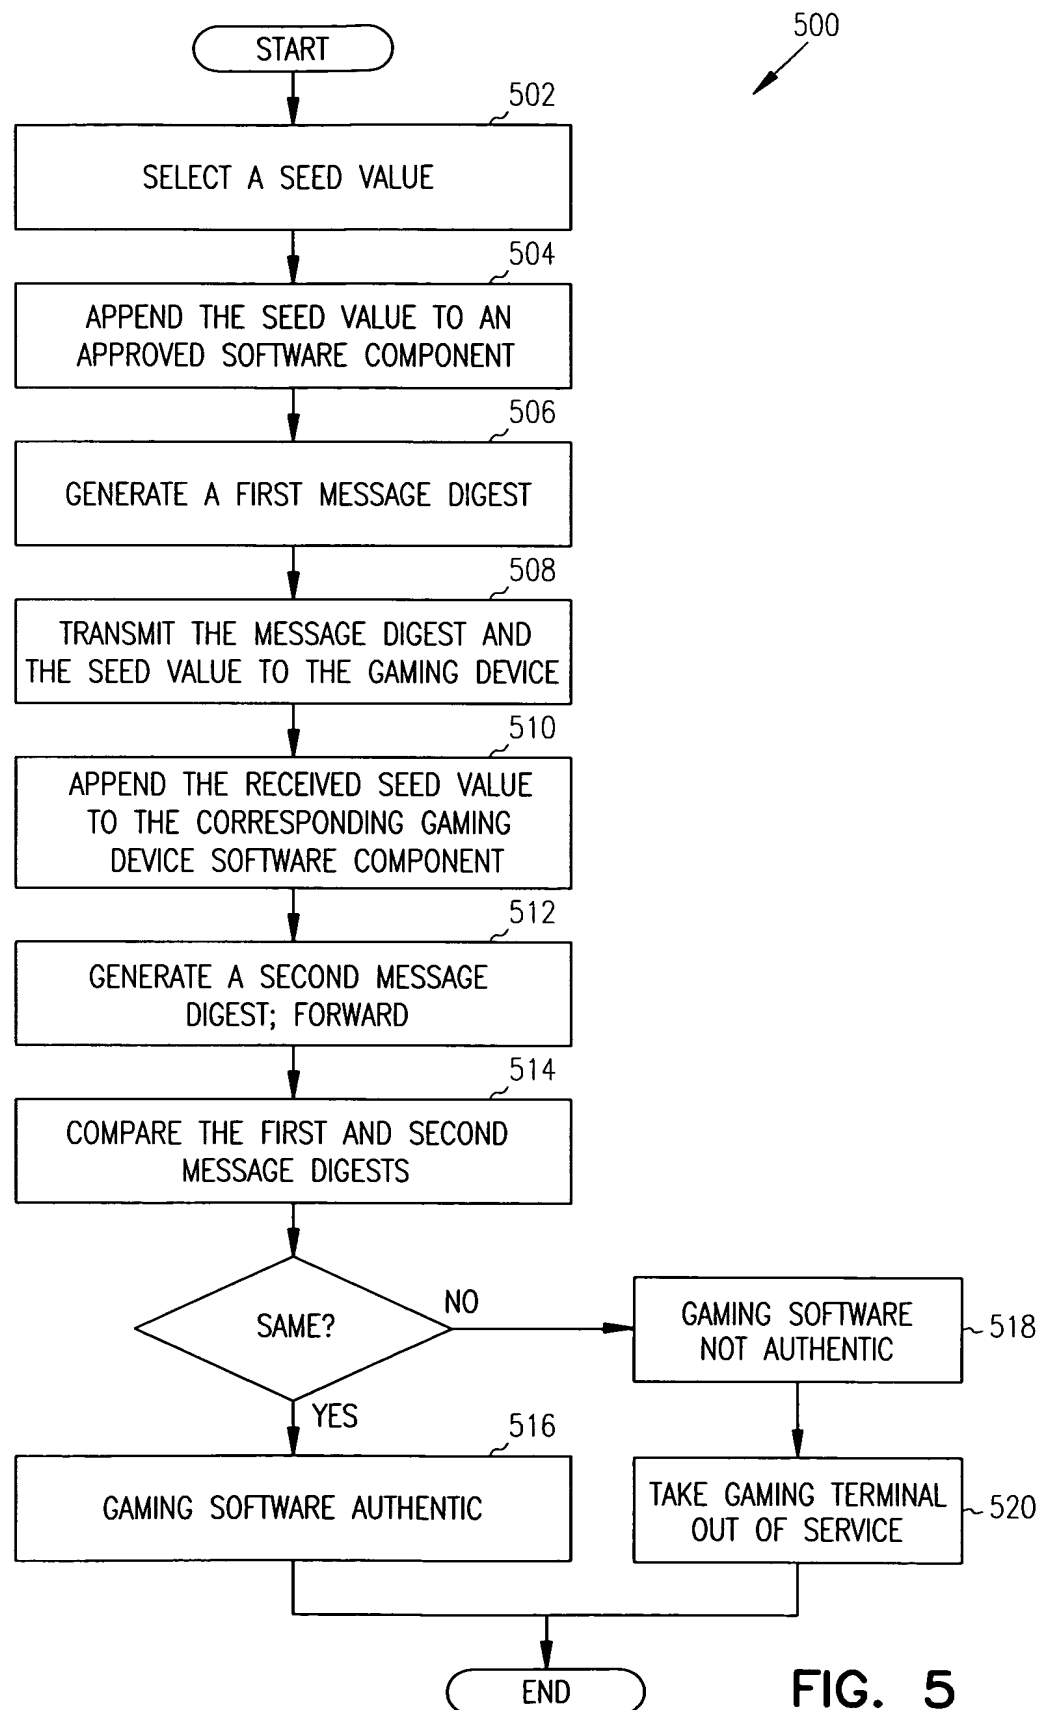 START
500
502
SELECT A SEED VALUE
504
APPEND THE SEED VALUE TO AN
APPROVED SOFTWARE COMPONENT
506
GENERATE A FIRST MESSAGE DIGEST
508
TRANSMIT THE MESSAGE DIGEST AND
THE SEED VALUE TO THE GAMING DEVICE
510
APPEND THE RECEIVED SEED VALUE
TO THE CORRESPONDING GAMING
DEVICE SOFTWARE COMPONENT
512
GENERATE A SECOND MESSAGE
DIGEST; FORWARD
514
COMPARE THE FIRST AND SECOND
MESSAGE DIGESTS
SAME?
NO
GAMING SOFTWARE
NOT AUTHENTIC
518
YES
516
GAMING SOFTWARE AUTHENTIC
TAKE GAMING TERMINAL
OUT OF SERVICE
520
END
FIG. 5